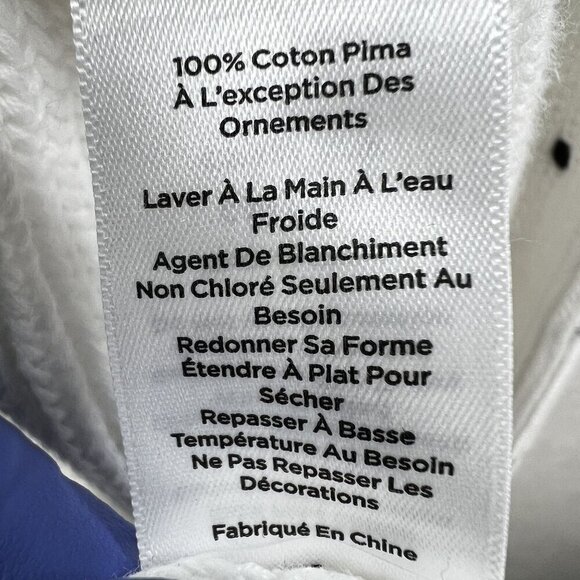 100% Coton Pima
À L'exception Des
Ornements
Laver À La Main À L'eau
Froide
Agent De Blanchiment
Non Chloré Seulement Au
Besoin
Redonner Sa Forme
Étendre À Plat Pour
Sécher
Repasser À Basse
Température Au Besoin
Ne Pas Repasser Les
Décorations
Fabriqué En Chine